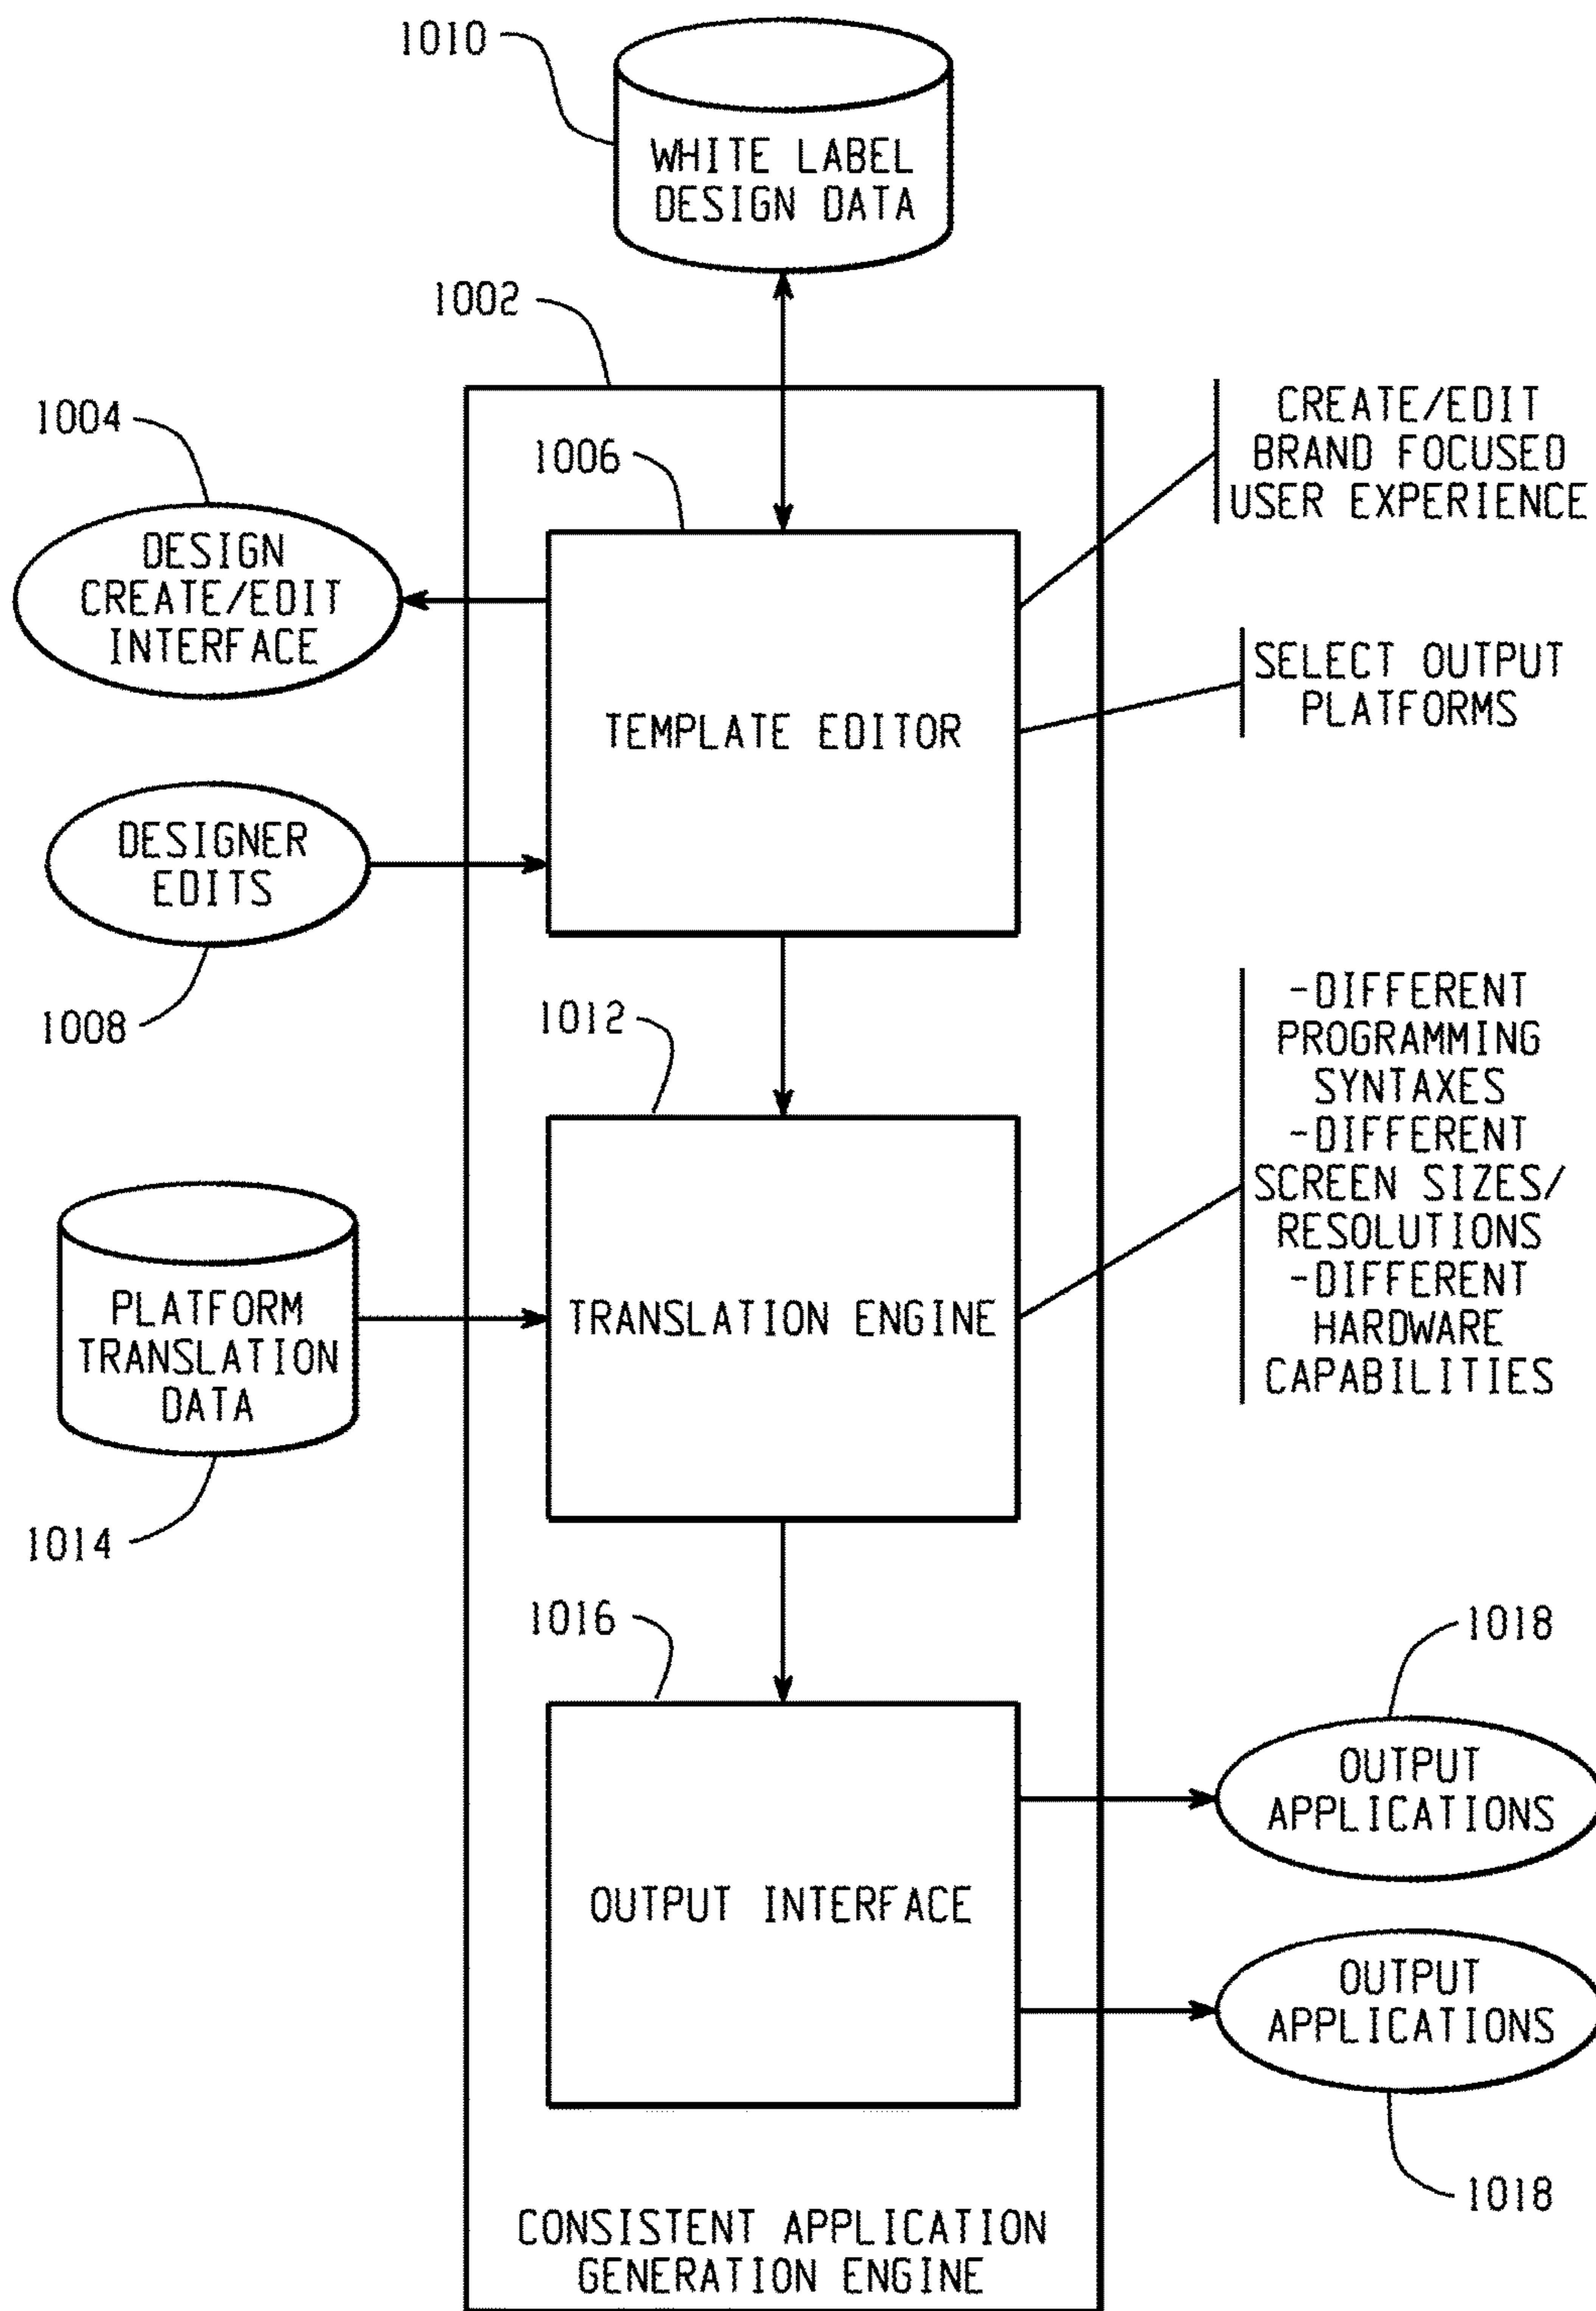 1010
WHITE LABEL
DESIGN DATA
1002
1004
1006
CREATE/EDIT
BRAND FOCUSED
USER EXPERIENCE
DESIGN
CREATE/EDIT
INTERFACE
SELECT OUTPUT
PLATFORMS
TEMPLATE EDITOR
DESIGNER
EDITS
1008
1012
-DIFFERENT
PROGRAMMING
SYNTAXES
-DIFFERENT
SCREEN SIZES/
RESOLUTIONS
-DIFFERENT
HARDWARE
CAPABILITIES
PLATFORM
TRANSLATION
DATA
TRANSLATION ENGINE
1014
1016
1018
OUTPUT
APPLICATIONS
OUTPUT INTERFACE
OUTPUT
APPLICATIONS
1018
CONSISTENT APPLICATION
GENERATION ENGINE